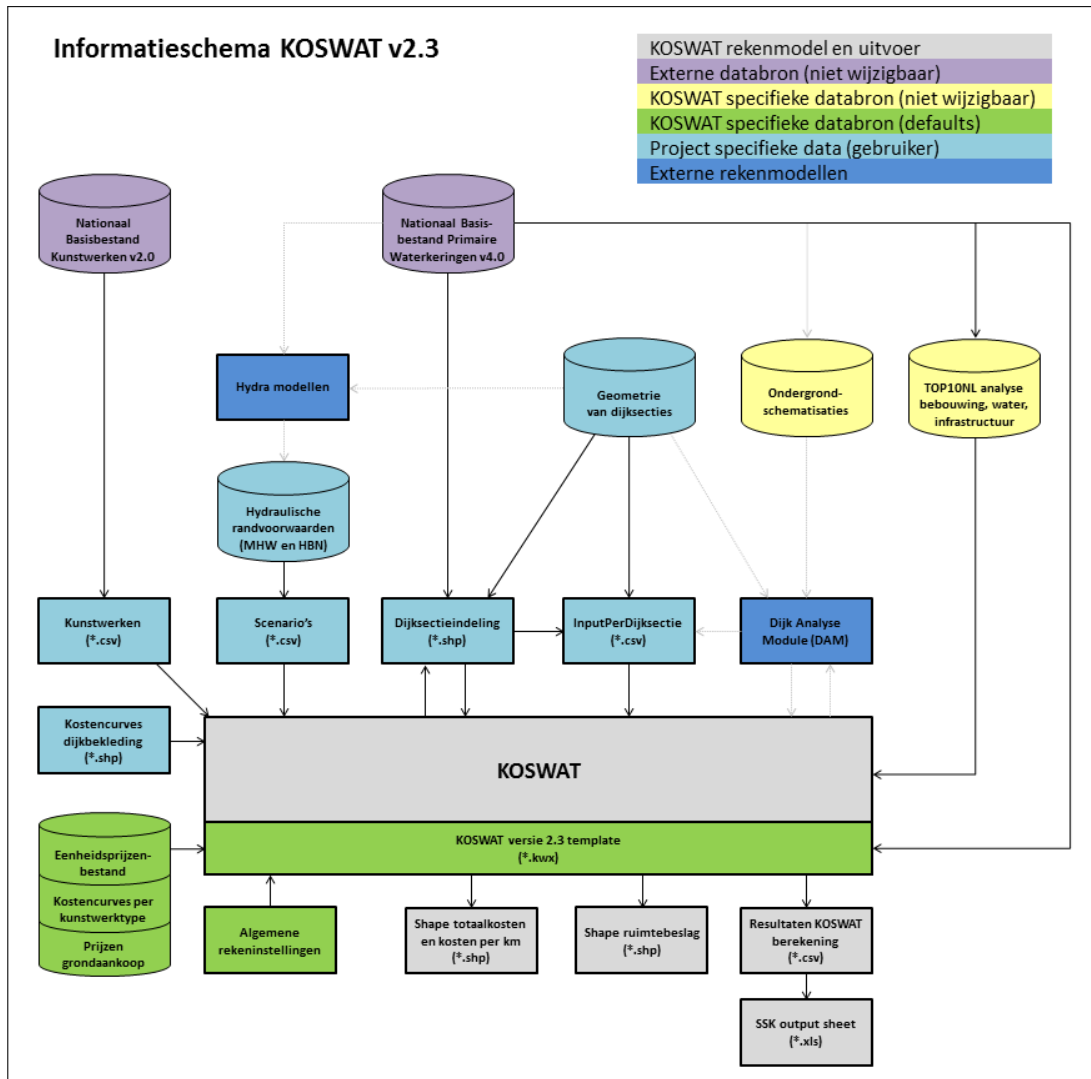 Informatieschema KOSWAT v2.3
KOSWAT rekenmodel en uitvoer
Externe databron (niet wijzigbaar)
KOSWAT specifieke databron (niet wijzigbaar)
KOSWAT specifieke databron (defaults)
Project specifieke data (gebruiker)
Externe rekenmodellen
Nationaal
Basisbestand
Kunstwerken v2.0
Nationaal Basis-
bestand Primaire
Waterkeringen v4.0
Hydra modellen
Geometrie
van dijksecties
Ondergrond-
schematisaties
TOP10NL analyse
bebouwing, water,
infrastructuur
Hydraulische
randvoorwaarden
(MHW en HBN)
Kunstwerken
(*.csv)
Scenario's
(*.csv)
Dijksectieindeling
(*.shp)
InputPerDijksectie
(*.csv)
Dijk Analyse
Module (DAM)
Kostencurves
dijkbekleding
(*.shp)
KOSWAT
KOSWAT versie 2.3 template
(*.kwx)
Eenheidsprijzen-
bestand
Kostencurves per
kunstwerktype
Prijzen
grondaankoop
Algemene
rekeninstellingen
Shape totaalkosten
en kosten per km
(*.shp)
Shape ruimtebeslag
(*.shp)
Resultaten KOSWAT
berekening
(*.csv)
SSK output sheet
(*.xls)